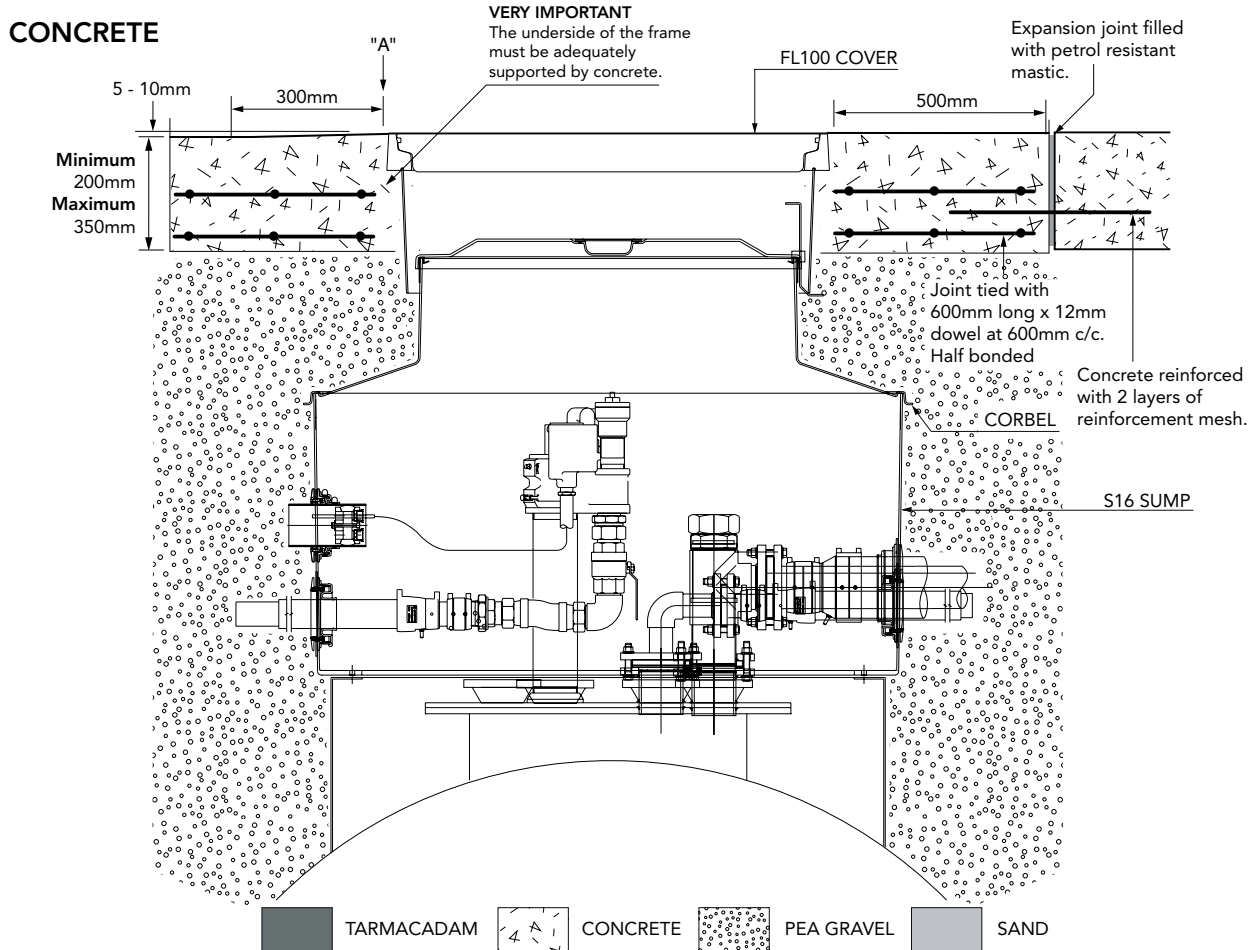 CONCRETE
VERY IMPORTANT
The underside of the frame
must be adequately
supported by concrete.
"A"
FL100 COVER
Expansion joint filled
with petrol resistant
mastic.
5 - 10mm
300mm
500mm
Minimum
200mm
Maximum
350mm
Joint tied with
600mm long x 12mm
dowel at 600mm c/c.
Half bonded
Concrete reinforced
with 2 layers of
reinforcement mesh.
CORBEL
S16 SUMP
TARMACADAM
CONCRETE
PEA GRAVEL
SAND